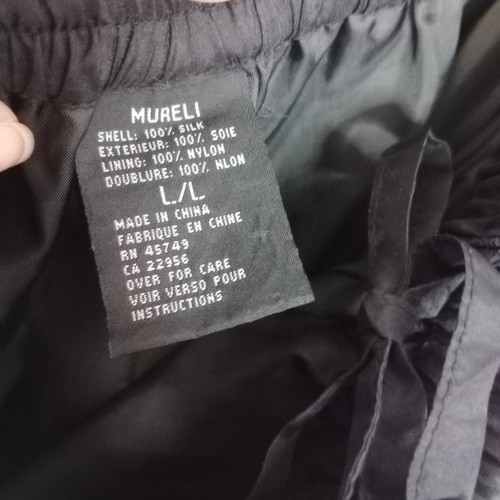 MURELI
SHELL: 100% SILK
EXTERIEUR: 100% SOIE
LINING: 100% NYLON
DOUBLURE: 100% NLON
L/L
MADE IN CHINA
FABRIQUE EN CHINE
RN 45749
CA 22956
OVER FOR CARE
VOIR VERSO POUR
INSTRUCTIONS